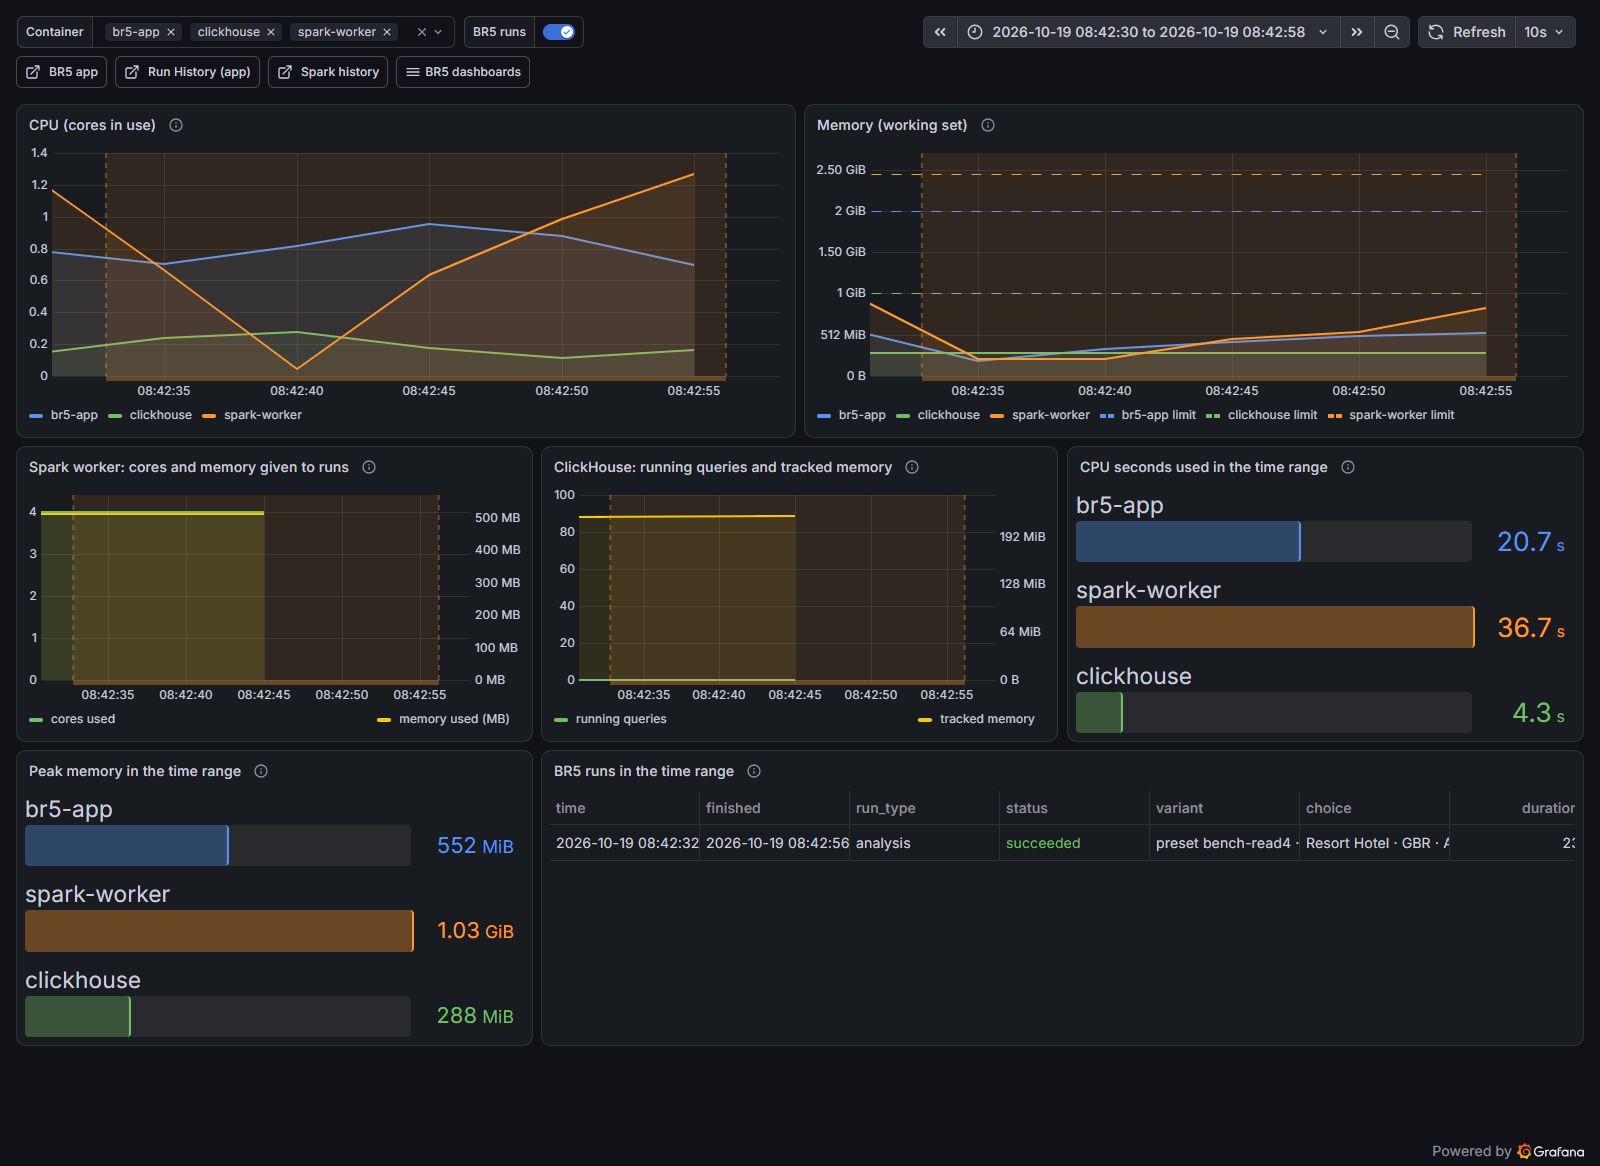 Container br5-app × clickhouse × spark-worker × × BR5 runs 2026-10-19 08:42:30 to 2026-10-19 08:42:58 Refresh 10s
BR5 app Run History (app) Spark history BR5 dashboards
CPU (cores in use)
1.4
1.2
1
0.8
0.6
0.4
0.2
0
08:42:35 08:42:40 08:42:45 08:42:50 08:42:55
br5-app clickhouse spark-worker
Memory (working set)
2.50 GiB
2 GiB
1.50 GiB
1 GiB
512 MiB
0 B
08:42:35 08:42:40 08:42:45 08:42:50 08:42:55
br5-app clickhouse spark-worker br5-app limit clickhouse limit spark-worker limit
Spark worker: cores and memory given to runs
4
3
2
1
0
500 MB
400 MB
300 MB
200 MB
100 MB
0 MB
08:42:35 08:42:40 08:42:45 08:42:50 08:42:55
cores used memory used (MB)
ClickHouse: running queries and tracked memory
100
80
60
40
20
0
192 MiB
128 MiB
64 MiB
0 B
08:42:35 08:42:40 08:42:45 08:42:50 08:42:55
running queries tracked memory
CPU seconds used in the time range
br5-app
20.7 s
spark-worker
36.7 s
clickhouse
4.3 s
Peak memory in the time range
br5-app
552 MiB
spark-worker
1.03 GiB
clickhouse
288 MiB
BR5 runs in the time range
time finished run_type status variant choice duration
2026-10-19 08:42:32 2026-10-19 08:42:56 analysis succeeded preset bench-read4 · Resort Hotel · GBR ·
Powered by Grafana